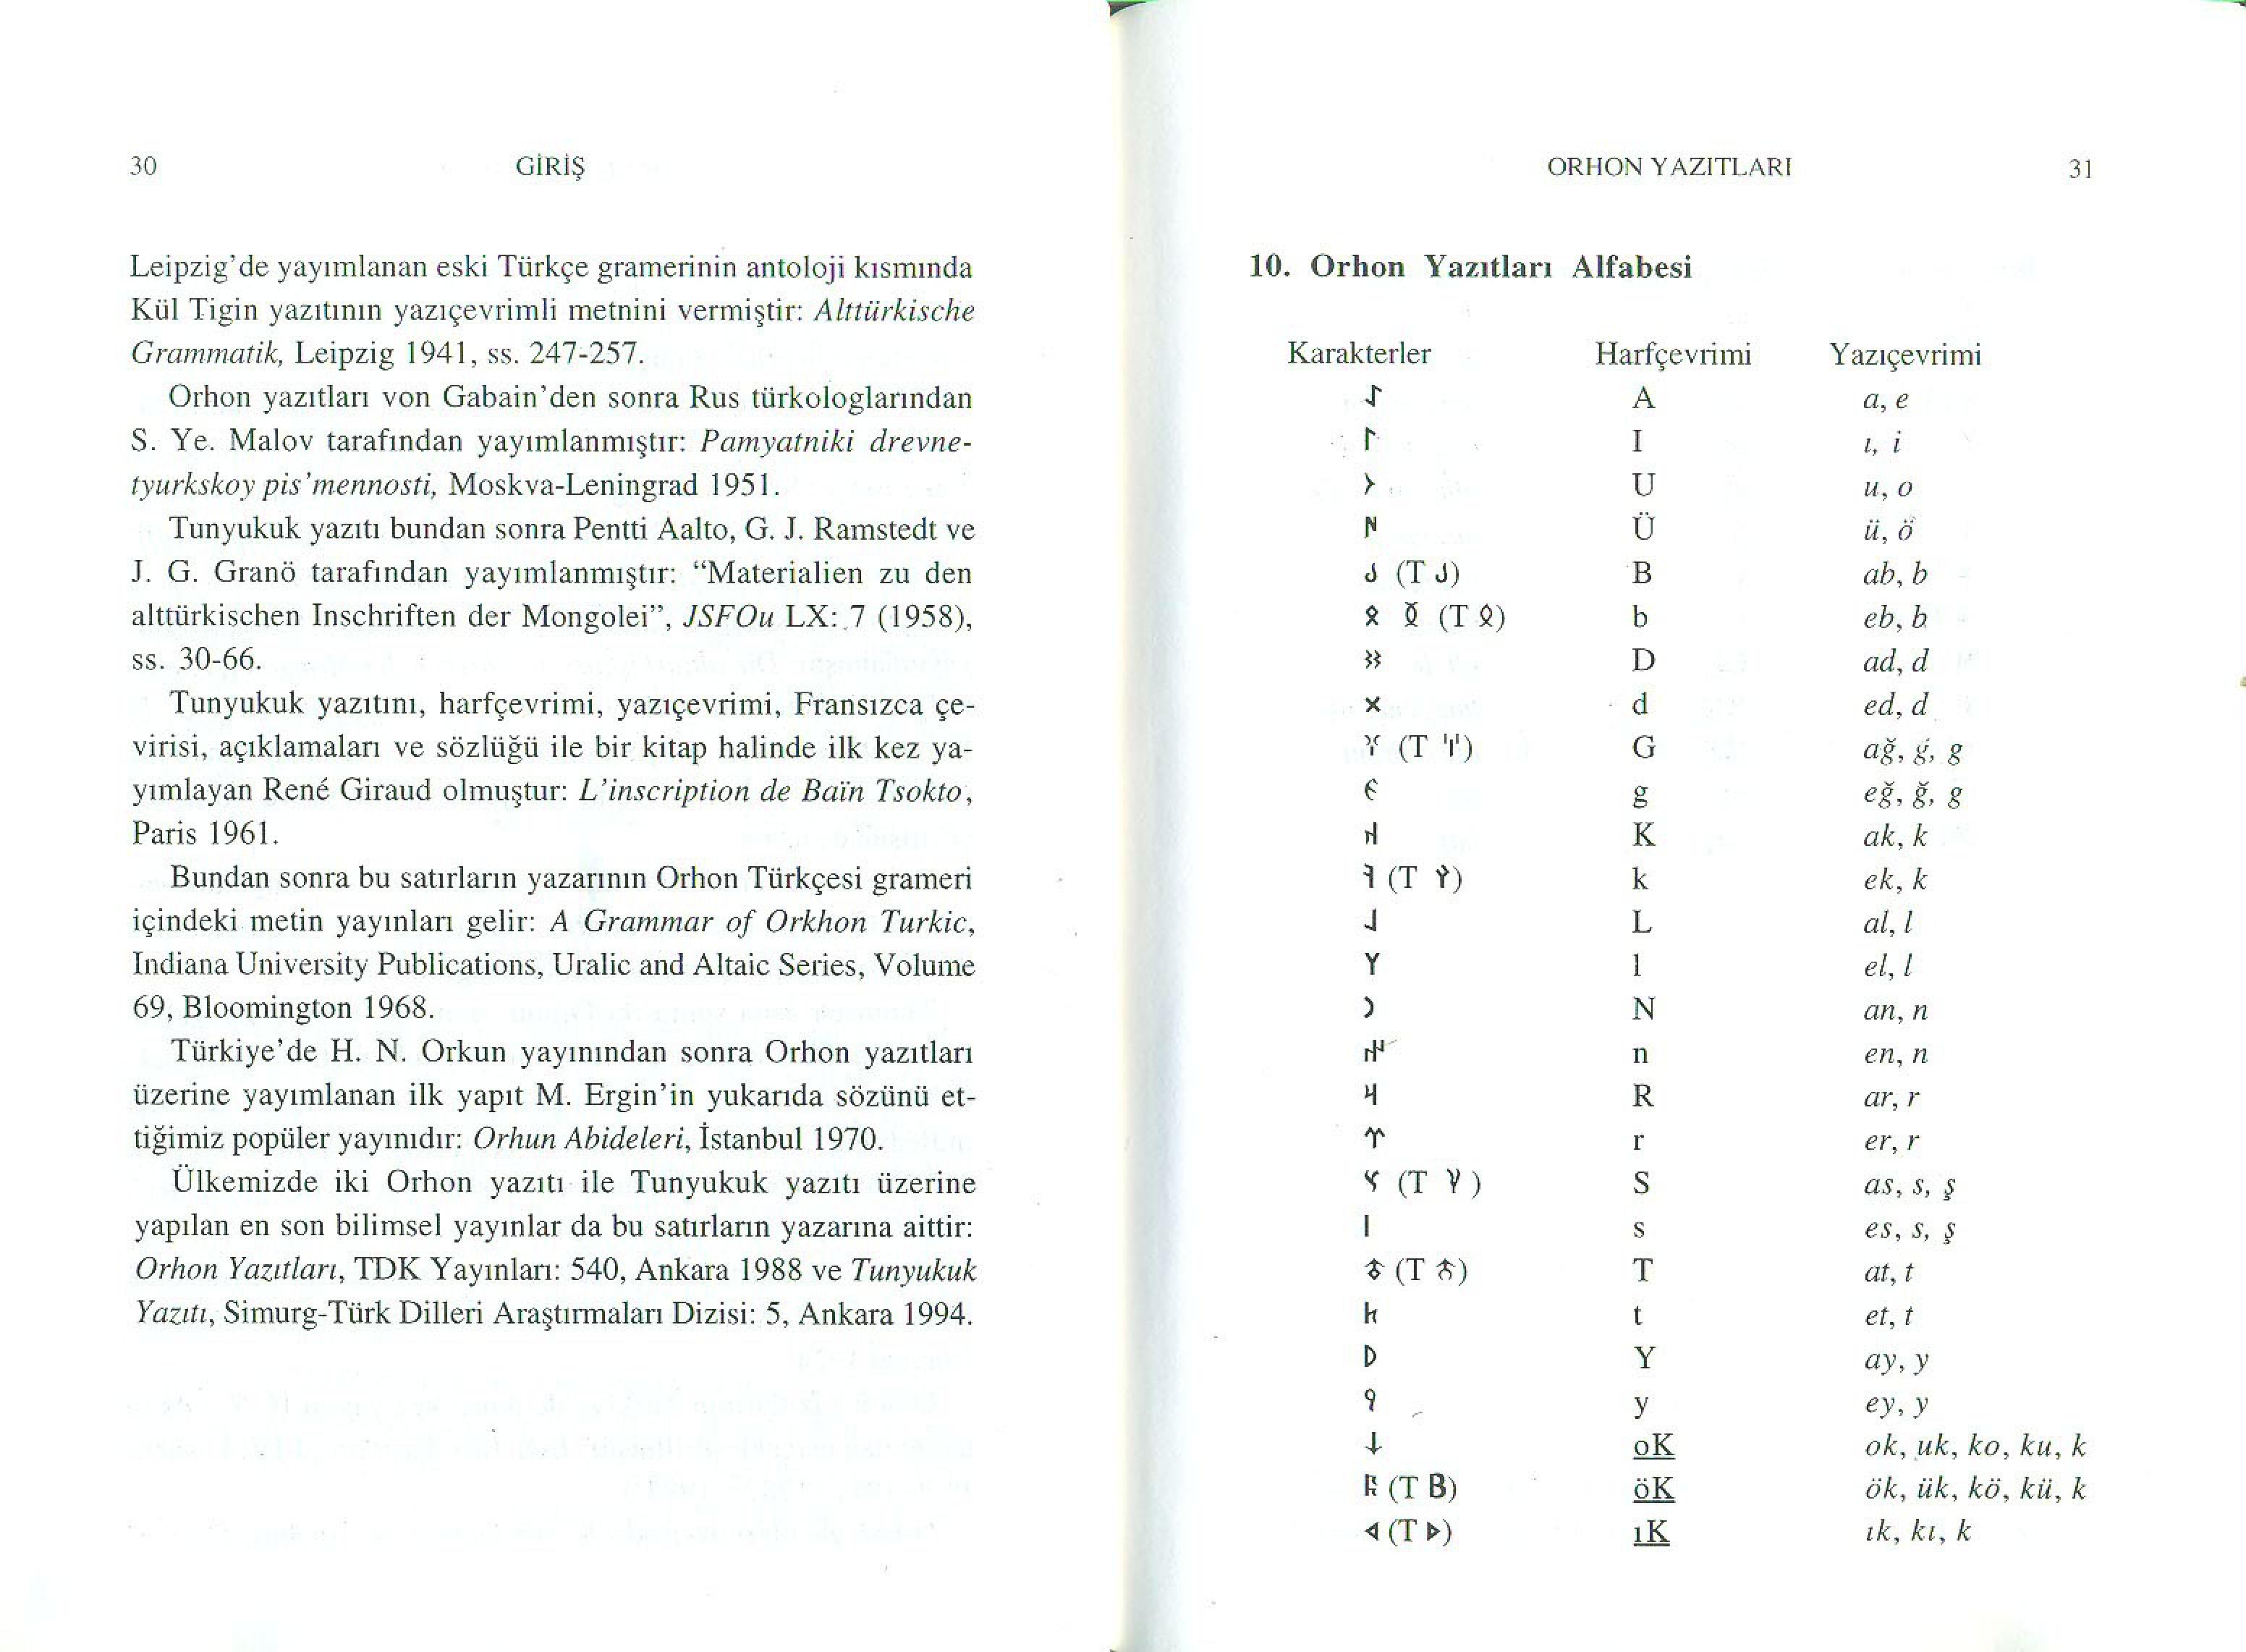 30 GİRİŞ
Leipzig'de yayımlanan eski Türkçe gramerinin antoloji kısmında
Kül Tigin yazıtının yazıçevrimli metnini vermiştir: Alttürkische
Grammatik, Leipzig 1941, ss. 247-257.
Orhon yazıtları von Gabain'den sonra Rus türkologlarından
S. Ye. Malov tarafından yayımlanmıştır: Pamyatniki drevne-
tyurkskoy pis'mennosti, Moskva-Leningrad 1951.
Tunyukuk yazıtı bundan sonra Pentti Aalto, G. J. Ramstedt ve
J. G. Granö tarafından yayımlanmıştır: “Materialien zu den
alttürkischen Inschriften der Mongolei”, JSFOu LX: 7 (1958),
ss. 30-66.
Tunyukuk yazıtını, harfçevrimi, yazıçevrimi, Fransızca çe-
virisi, açıklamaları ve sözlüğü ile bir kitap halinde ilk kez ya-
yımlayan René Giraud olmuştur: L'inscription de Baïn Tsokto,
Paris 1961.
Bundan sonra bu satırların yazarının Orhon Türkçesi grameri
içindeki metin yayınları gelir: A Grammar of Orkhon Turkic,
Indiana University Publications, Uralic and Altaic Series, Volume
69, Bloomington 1968.
Türkiye'de H. N. Orkun yayınından sonra Orhon yazıtları
üzerine yayımlanan ilk yapıt M. Ergin'in yukarıda sözünü et-
tiğimiz popüler yayınıdır: Orhun Abideleri, İstanbul 1970.
Ülkemizde iki Orhon yazıtı ile Tunyukuk yazıtı üzerine
yapılan en son bilimsel yayınlar da bu satırların yazarına aittir:
Orhon Yazıtları, TDK Yayınları: 540, Ankara 1988 ve Tunyukuk
Yazıtı, Simurg-Türk Dilleri Araştırmaları Dizisi: 5, Ankara 1994.
ORHON YAZITLARI 31
10. Orhon Yazıtları Alfabesi
Karakterler Harfçevrimi Yazıçevrimi
𐰀 A a, e
𐰃 I ı, i
𐰆 U u, o
𐰇 Ü ü, ö
𐰉 (T 𐰉) B ab, b
𐰋 (T 𐰋) b eb, b
𐰑 D ad, d
𐰓 d ed, d
𐰍 (T 𐰍) G ağ, ġ, g
𐰏 g eğ, ğ, g
𐰴 K ak, k
𐰚 (T 𐰚) k ek, k
𐰞 L al, l
𐰠 l el, l
𐰣 N an, n
𐰤 n en, n
𐰺 R ar, r
𐰼 r er, r
𐰽 (T 𐰽) S as, s, ş
𐰾 s es, s, ş
𐱃 (T 𐱃) T at, t
𐱅 t et, t
𐰖 Y ay, y
𐰘 y ey, y
𐰸 oK ok, uk, ko, ku, k
𐰜 (T B) öK ök, ük, kö, kü, k
𐰶 (T 𐰶) ıK ık, kı, k